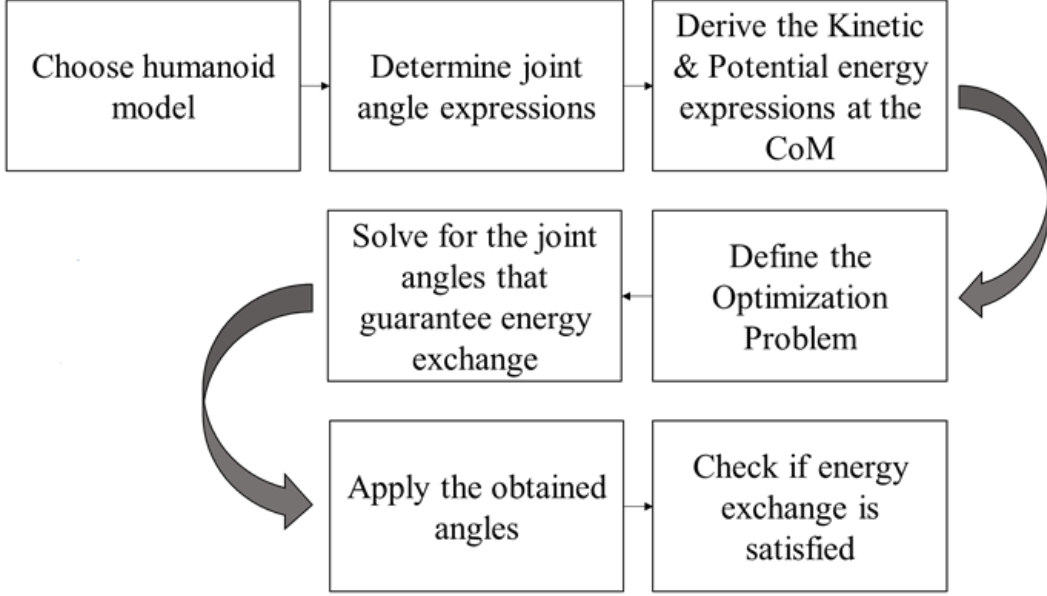 Choose humanoid
model
Determine joint
angle expressions
Derive the Kinetic
& Potential energy
expressions at the
CoM
Define the
Optimization
Problem
Solve for the joint
angles that
guarantee energy
exchange
Apply the obtained
angles
Check if energy
exchange is
satisfied